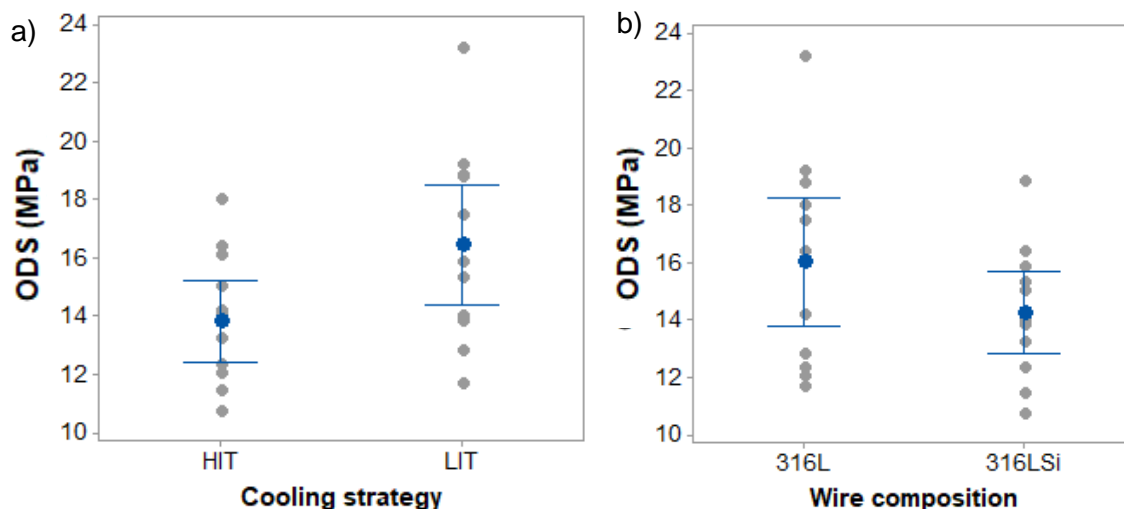 a)
ODS (MPa)
24
22
20
18
16
14
12
10
HIT
LIT
Cooling strategy
b)
ODS (MPa)
24
22
20
18
16
14
12
10
316L
316LSi
Wire composition